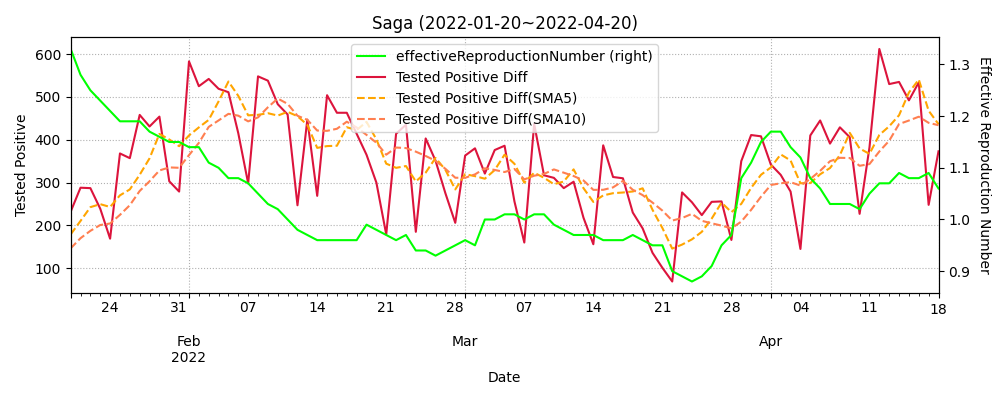 Saga (2022-01-20~2022-04-20)
effectiveReproductionNumber (right)
Tested Positive Diff
Tested Positive Diff(SMA5)
Tested Positive Diff(SMA10)
Tested Positive
600
500
400
300
200
100
1.3
1.2
1.1
1.0
0.9
Effective Reproduction Number
24 31 07 14 21 28 07 14 21 28 04 11 18
Feb Mar Apr
2022
Date